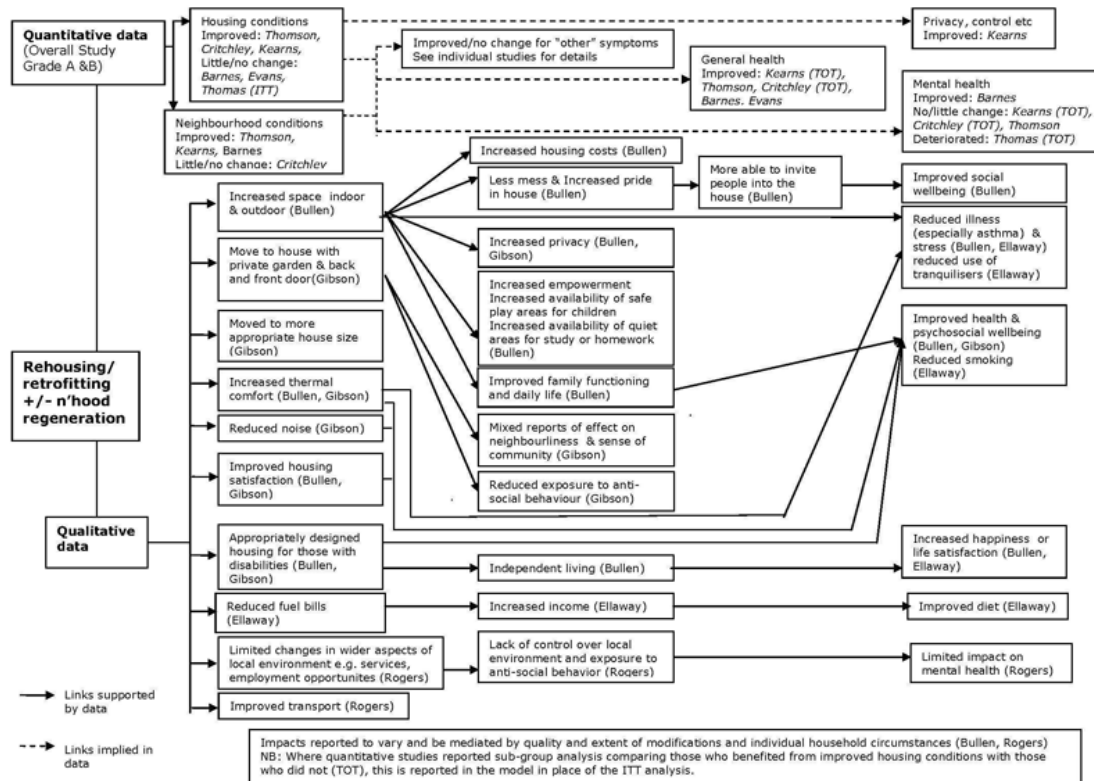 Quantitative data
(Overall Study
Grade A &B)
Housing conditions
Improved: Thomson,
Critchley, Kearns,
Little/no change:
Barnes, Evans,
Thomas (ITT)
Neighbourhood conditions
Improved: Thomson,
Kearns, Barnes
Little/no change: Critchley
Improved/no change for "other" symptoms
See individual studies for details
General health
Improved: Kearns (TOT),
Thomson, Critchley (TOT),
Barnes. Evans
Privacy, control etc
Improved: Kearns
Mental health
Improved: Barnes
No/little change: Kearns (TOT),
Critchley (TOT), Thomson
Deteriorated: Thomas (TOT)
Rehousing/
retrofitting
+/- n'hood
regeneration
Qualitative
data
Increased space indoor
& outdoor (Bullen)
Move to house with
private garden & back
and front door(Gibson)
Moved to more
appropriate house size
(Gibson)
Increased thermal
comfort (Bullen, Gibson)
Reduced noise (Gibson)
Improved housing
satisfaction (Bullen,
Gibson)
Appropriately designed
housing for those with
disabilities (Bullen,
Gibson)
Reduced fuel bills
(Ellaway)
Limited changes in wider aspects of
local environment e.g. services,
employment opportunites (Rogers)
Improved transport (Rogers)
Increased housing costs (Bullen)
Less mess & Increased pride
in house (Bullen)
More able to invite
people into the
house (Bullen)
Increased privacy (Bullen,
Gibson)
Increased empowerment
Increased availability of safe
play areas for children
Increased availability of quiet
areas for study or homework
(Bullen)
Improved family functioning
and daily life (Bullen)
Mixed reports of effect on
neighbourliness & sense of
community (Gibson)
Reduced exposure to anti-
social behaviour (Gibson)
Independent living (Bullen)
Increased income (Ellaway)
Lack of control over local
environment and exposure to
anti-social behavior (Rogers)
Improved social
wellbeing (Bullen)
Reduced illness
(especially asthma) &
stress (Bullen, Ellaway)
reduced use of
tranquilisers (Ellaway)
Improved health &
psychosocial wellbeing
(Bullen, Gibson)
Reduced smoking
(Ellaway)
Increased happiness or
life satisfaction (Bullen,
Ellaway)
Improved diet (Ellaway)
Limited impact on
mental health (Rogers)
Links supported
by data
Links implied in
data
Impacts reported to vary and be mediated by quality and extent of modifications and individual household circumstances (Bullen, Rogers)
NB: Where quantitative studies reported sub-group analysis comparing those who benefited from improved housing conditions with those
who did not (TOT), this is reported in the model in place of the ITT analysis.